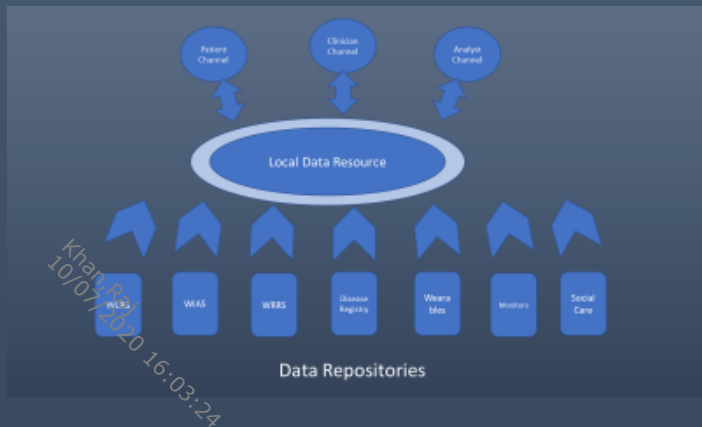 Patient
Channel
Clinician
Channel
Analyst
Channel
Local Data Resource
WIAS
WRRS
Disease
Registry
Weara
bles
Monitors
Social
Care
Data Repositories
Khan, Raj
10/07/2020 16:03:24